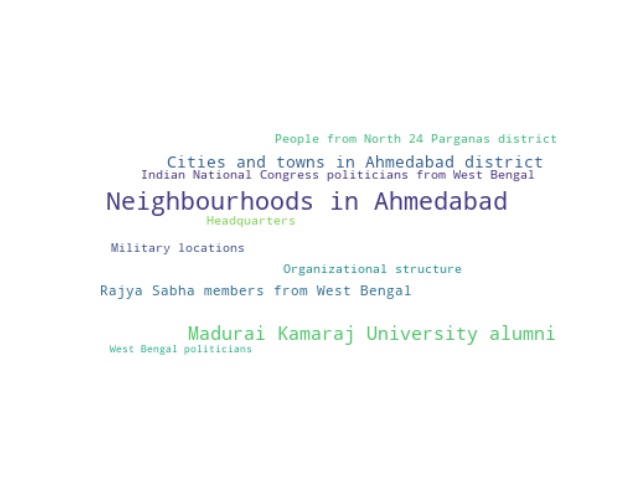 People from North 24 Parganas district
Cities and towns in Ahmedabad district
Indian National Congress politicians from West Bengal
Neighbourhoods in Ahmedabad
Headquarters
Military locations
Organizational structure
Rajya Sabha members from West Bengal
Madurai Kamaraj University alumni
West Bengal politicians